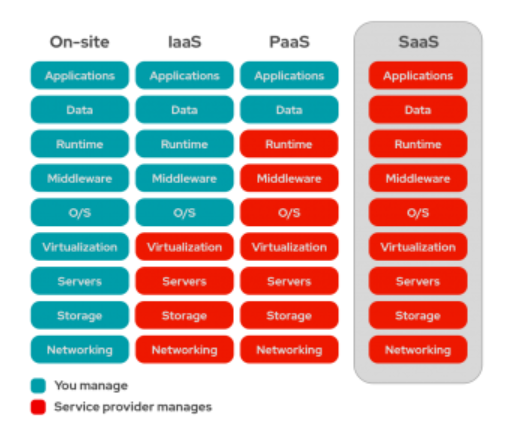 On-site IaaS PaaS SaaS
Applications Applications Applications Applications
Data Data Data Data
Runtime Runtime Runtime Runtime
Middleware Middleware Middleware Middleware
O/S O/S O/S O/S
Virtualization Virtualization Virtualization Virtualization
Servers Servers Servers Servers
Storage Storage Storage Storage
Networking Networking Networking Networking
You manage
Service provider manages